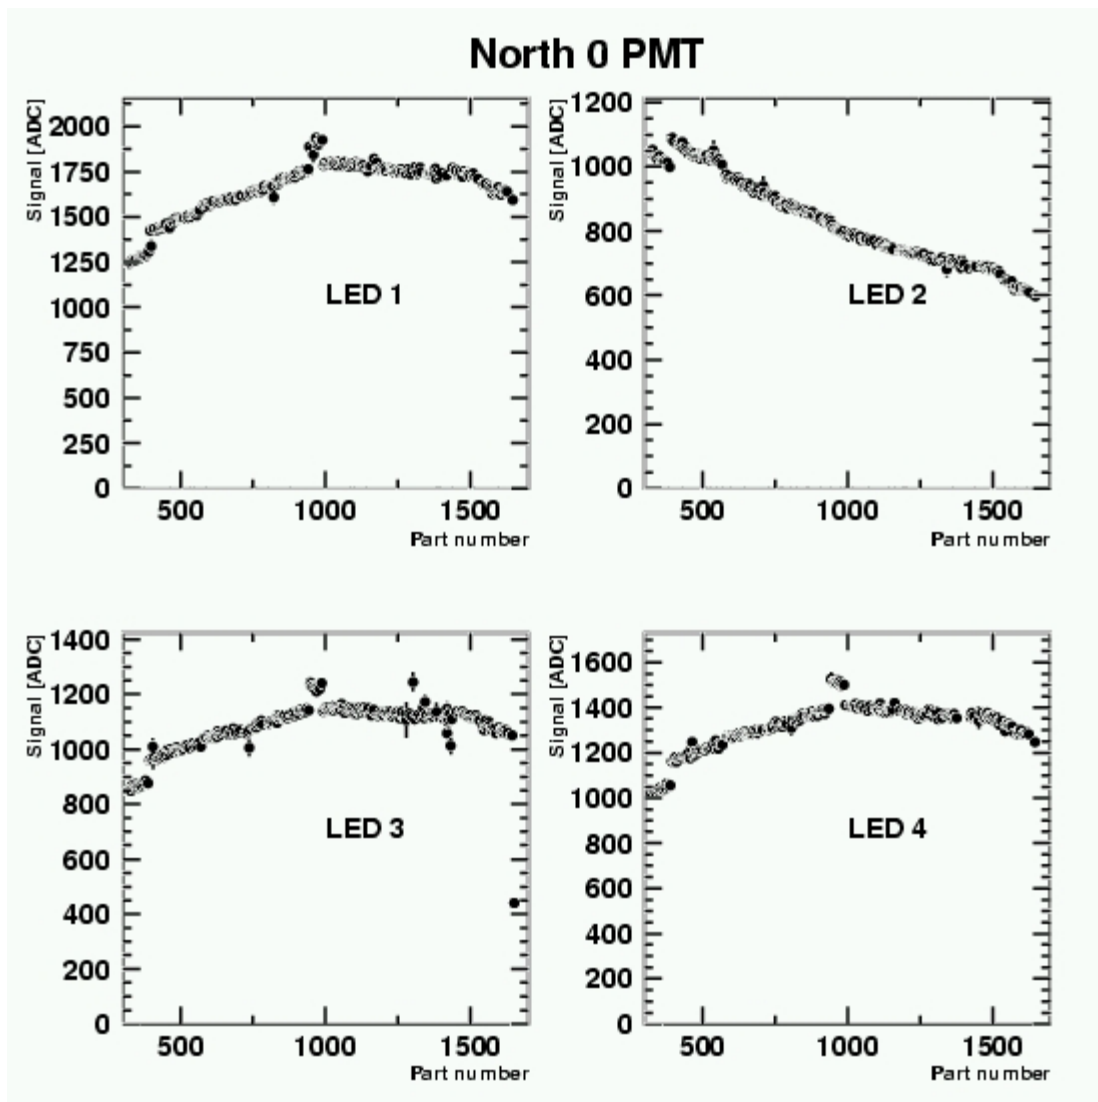 North 0 PMT
Signal [ADC]
2000
1750
1500
1250
1000
750
500
250
0
500 1000 1500
Part number
LED 1
Signal [ADC]
1200
1000
800
600
400
200
0
500 1000 1500
Part number
LED 2
Signal [ADC]
1400
1200
1000
800
600
400
200
0
500 1000 1500
Part number
LED 3
Signal [ADC]
1600
1400
1200
1000
800
600
400
200
0
500 1000 1500
Part number
LED 4